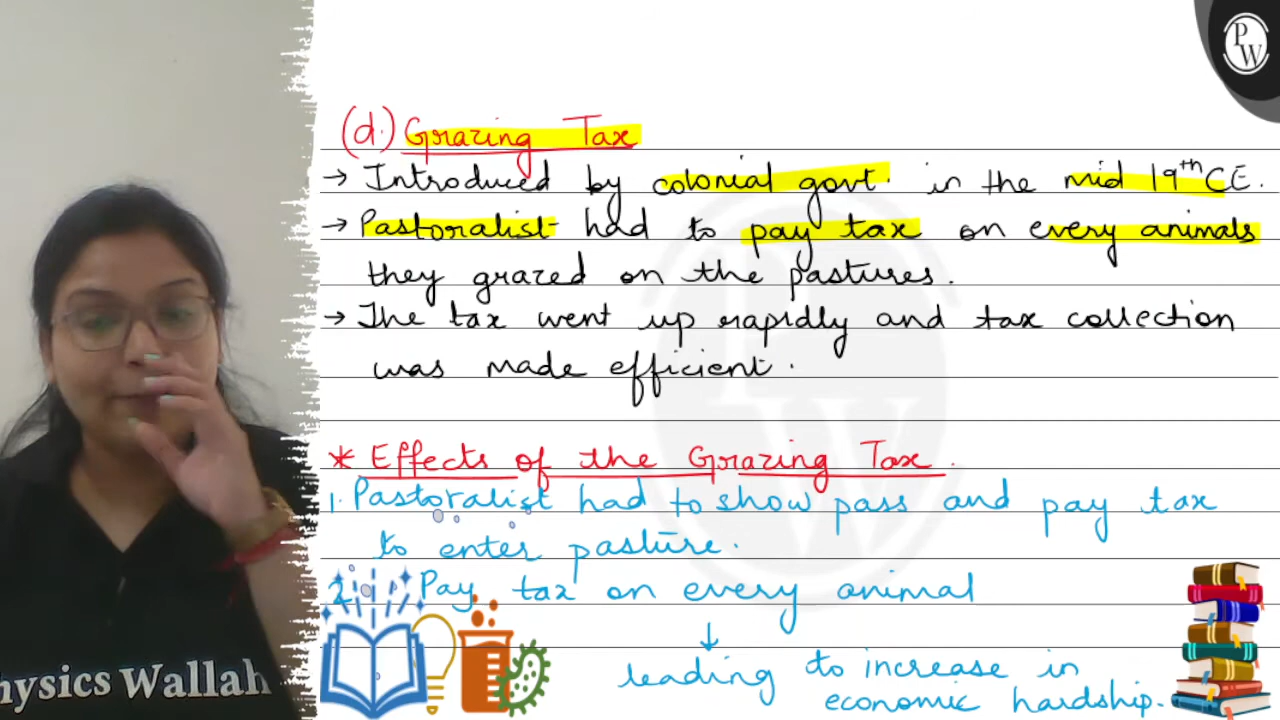 PW
(d.) Grazing Tax
→ Introduced by colonial govt. in the mid 19th CE.
→ Pastoralist had to pay tax on every animals
they grazed on the pastures.
→ The tax went up rapidly and tax collection
was made efficient.
* Effects of the Grazing Tax.
1. Pastoralist had to show pass and pay tax
to enter pasture.
2. Pay tax on every animal
↓
leading to increase in
economic hardship.
hysics Wallah
PW